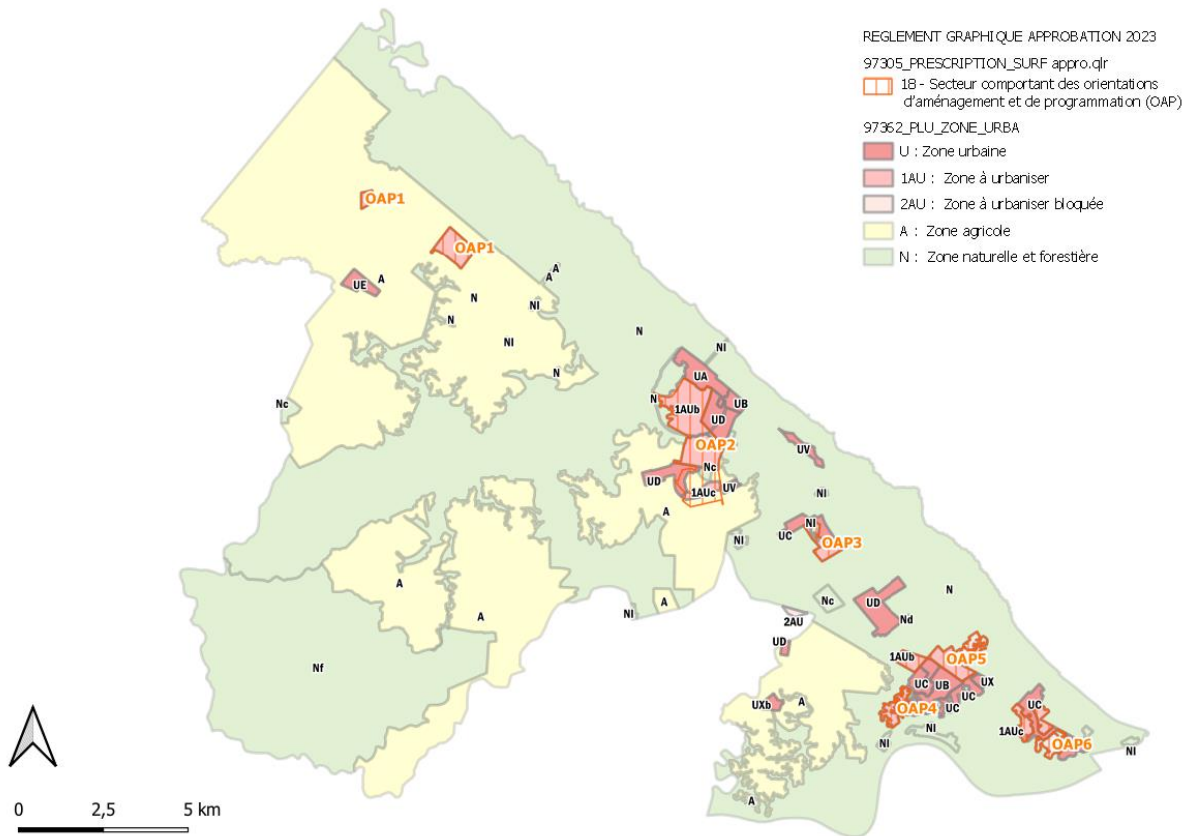 REGLEMENT GRAPHIQUE APPROBATION 2023
97305_PRESCRIPTION_SURF appro.qlr
18 - Secteur comportant des orientations
d'aménagement et de programmation (OAP)
97362_PLU_ZONE_URBA
U : Zone urbaine
1AU : Zone à urbaniser
2AU : Zone à urbaniser bloquée
A : Zone agricole
N : Zone naturelle et forestière
OAP1
OAP1
A
A
UE
A
N
NI
N
NI
N
N
NI
UA
Nc
N
1AUb
UB
UD
OAP2
UV
Nc
UD
1AUc
UV
NI
A
NI
UC
OAP3
NI
A
A
Nc
N
A
NI
UD
2AU
Nd
UD
1AUb
OAP5
Nf
UC
UB
UX
UC
UXb
A
OAP4
UC
UC
NI
1AUc
NI
OAP6
NI
A
0
2,5
5 km